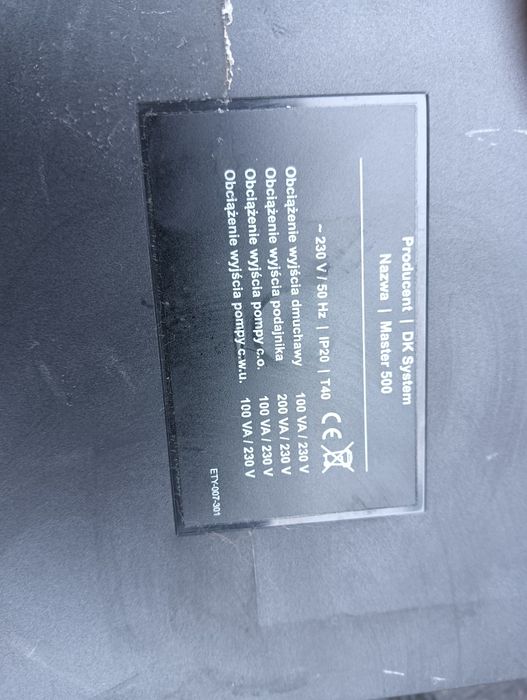 Producent | DK System
Nazwa | Master 500
~ 230 V / 50 Hz | IP20 | T40
CE
Obciążenie wyjścia dmuchawy 100 VA / 230 V
Obciążenie wyjścia podajnika 200 VA / 230 V
Obciążenie wyjścia pompy c.o. 100 VA / 230 V
Obciążenie wyjścia pompy c.w.u. 100 VA / 230 V
ETY-007-301